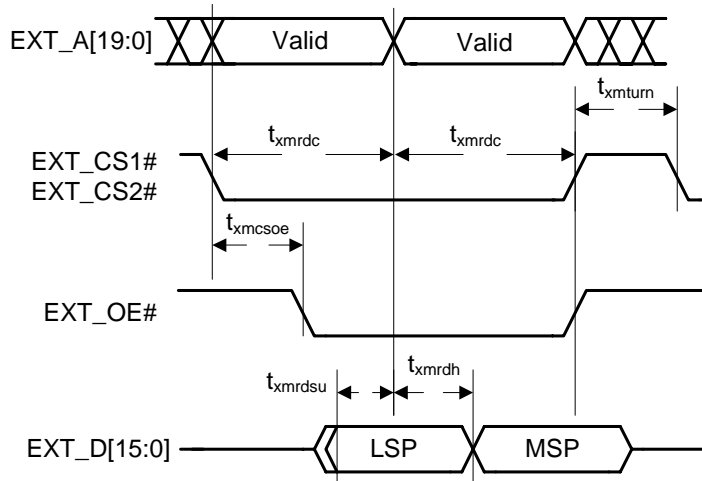 EXT_A[19:0] Valid Valid
txmturn
txmrdc txmrdc
EXT_CS1#
EXT_CS2#
txmcsoe
EXT_OE#
txmrdsu txmrdh
EXT_D[15:0] LSP MSP